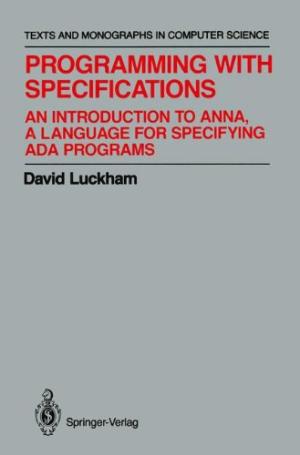 TEXTS AND MONOGRAPHS IN COMPUTER SCIENCE
PROGRAMMING WITH
SPECIFICATIONS
AN INTRODUCTION TO ANNA,
A LANGUAGE FOR SPECIFYING
ADA PROGRAMS
David Luckham
Springer-Verlag